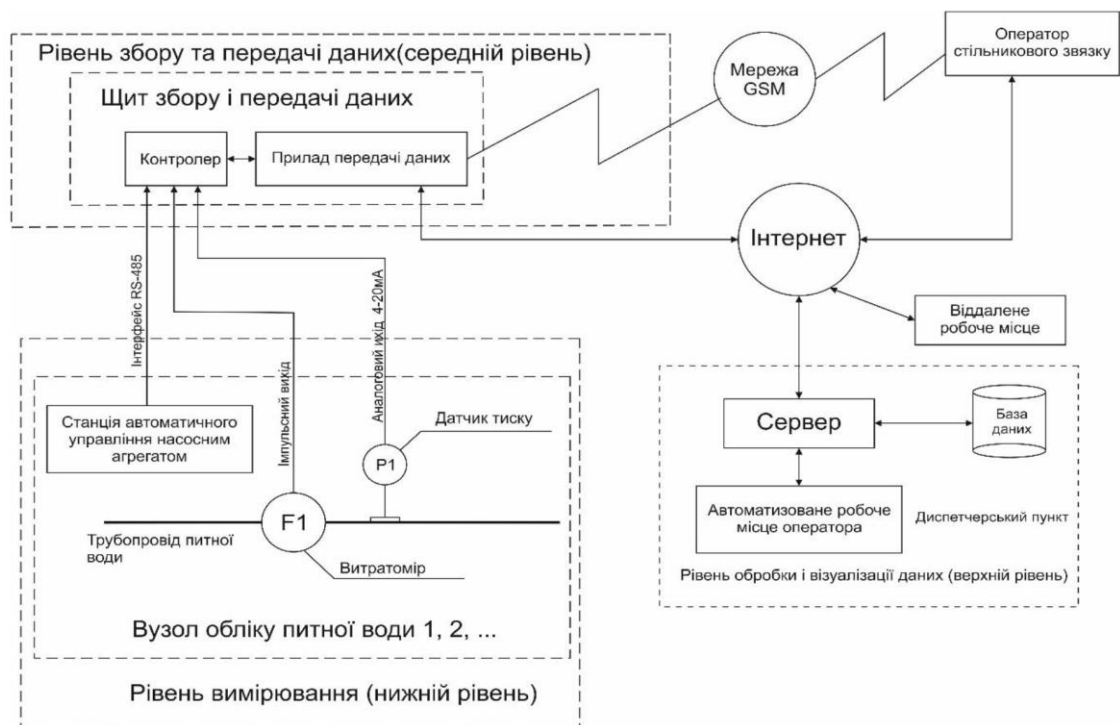 Рівень збору та передачі даних(середній рівень)
Щит збору і передачі даних
Контролер
Прилад передачі даних
Мережа
GSM
Оператор
стільникового звязку
Інтернет
Віддалене
робоче місце
Інтерфейс RS-485
Імпульсний вихід
Аналоговий ихід 4-20мА
Станція автоматичного
управління насосним
агрегатом
Датчик тиску
P1
F1
Трубопровід питної
води
Витратомір
Вузол обліку питної води 1, 2, ...
Рівень вимірювання (нижній рівень)
Сервер
База
даних
Автоматизоване робоче
місце оператора
Диспетчерський пункт
Рівень обробки і візуалізації даних (верхній рівень)